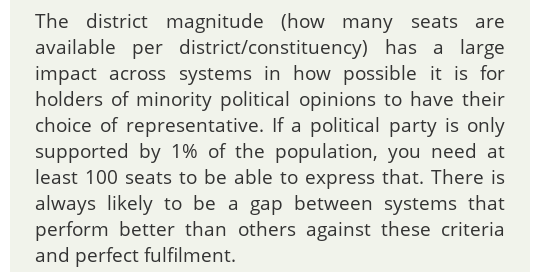 The district magnitude (how many seats are
available per district/constituency) has a large
impact across systems in how possible it is for
holders of minority political opinions to have their
choice of representative. If a political party is only
supported by 1% of the population, you need at
least 100 seats to be able to express that. There is
always likely to be a gap between systems that
perform better than others against these criteria
and perfect fulfilment.